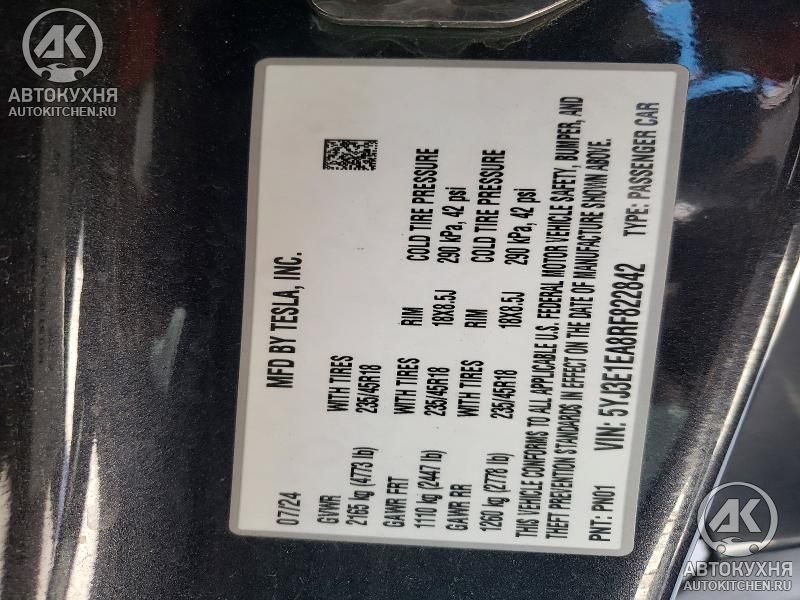 AK
АВТОКУХНЯ
AUTOKITCHEN.RU
MFD BY TESLA, INC.
07/24
GVWR WITH TIRES RIM COLD TIRE PRESSURE
2165 kg (4773 lb) 235/45R18 18X8.5J 290 kPa, 42 psi
GAWR FRT WITH TIRES RIM COLD TIRE PRESSURE
1110 kg (2447 lb) 235/45R18 18X8.5J 290 kPa, 42 psi
GAWR RR
1260 kg (2778 lb) 235/45R18
THIS VEHICLE CONFORMS TO ALL APPLICABLE U.S. FEDERAL MOTOR VEHICLE SAFETY, BUMPER, AND
THEFT PREVENTION STANDARDS IN EFFECT ON THE DATE OF MANUFACTURE SHOWN ABOVE.
PNT: PN01 VIN: 5YJ3E1EA8RF822842 TYPE: PASSENGER CAR
AK
АВТОКУХНЯ
AUTOKITCHEN.RU